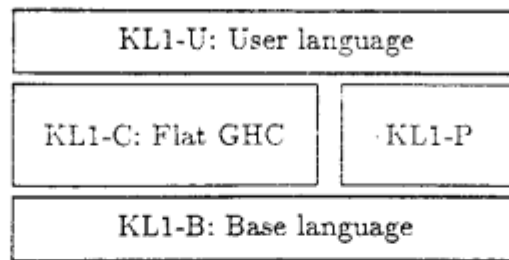 KL1-U: User language
KL1-C: Flat GHC
KL1-P
KL1-B: Base language